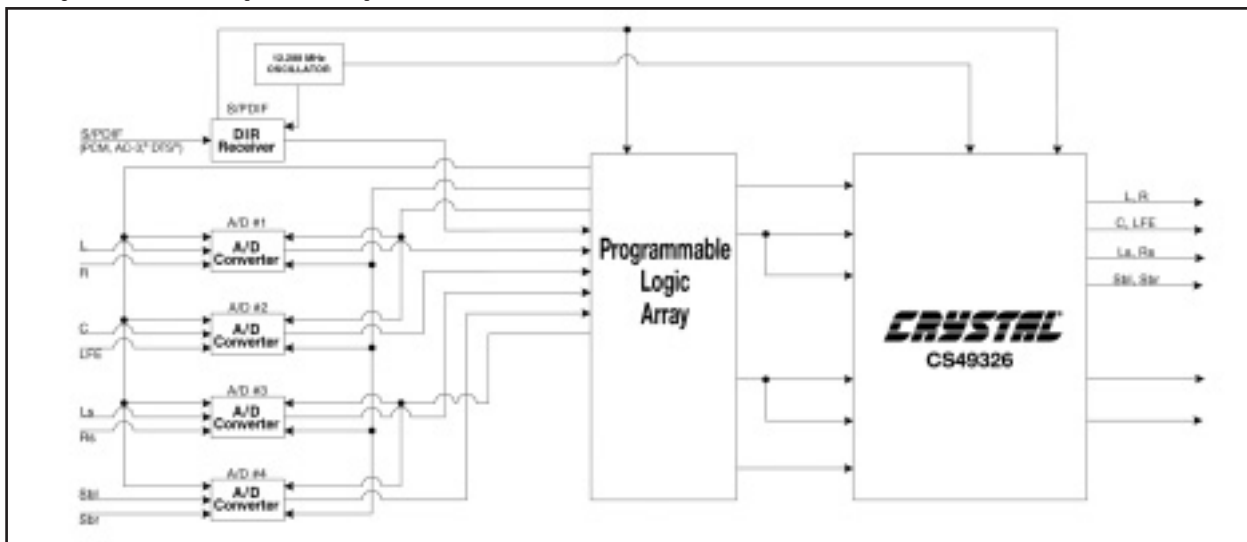 12.288 MHz
OSCILLATOR
S/PDIF
S/PDIF
(PCM, AC-3,® DTS®)
DIR
Receiver
A/D #1
L
A/D
Converter
R
A/D #2
C
A/D
Converter
LFE
A/D #3
Ls
A/D
Converter
Rs
A/D #4
Sbl
A/D
Converter
Sbr
Programmable
Logic
Array
CRYSTAL®
CS49326
L, R
C, LFE
Ls, Rs
Sbl, Sbr